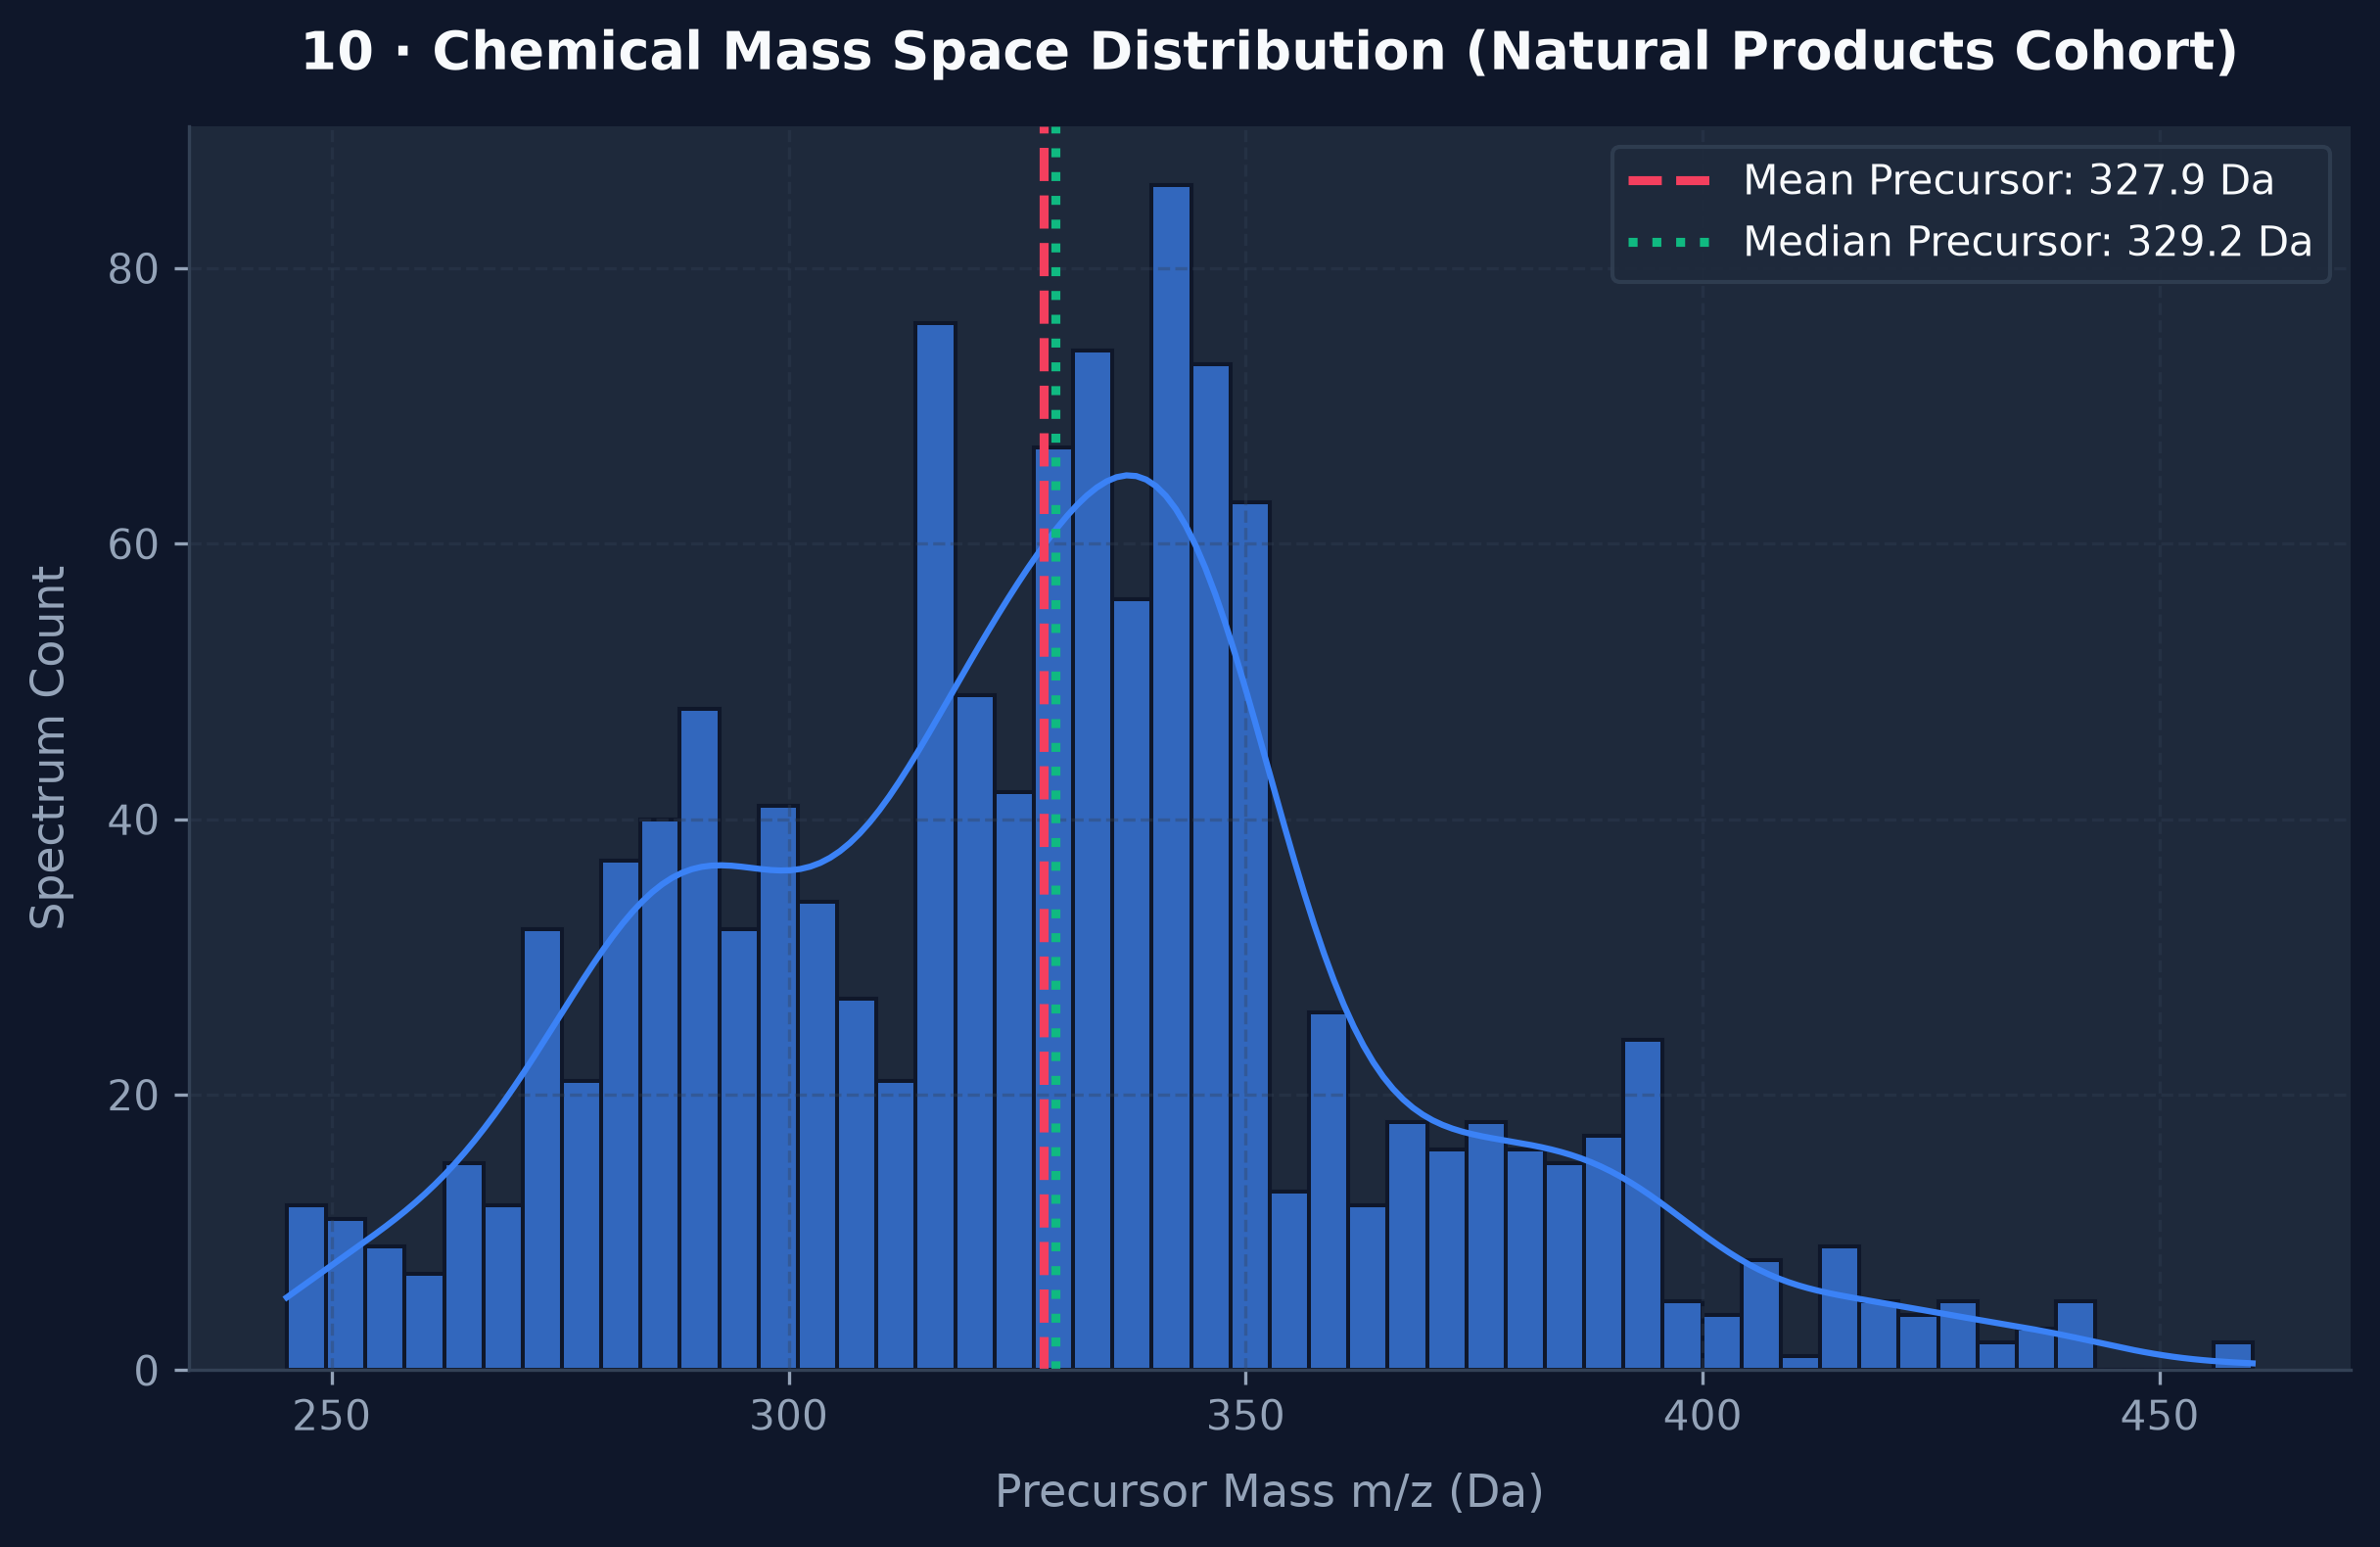 10 · Chemical Mass Space Distribution (Natural Products Cohort)
Mean Precursor: 327.9 Da
Median Precursor: 329.2 Da
Spectrum Count
80
60
40
20
0
250 300 350 400 450
Precursor Mass m/z (Da)